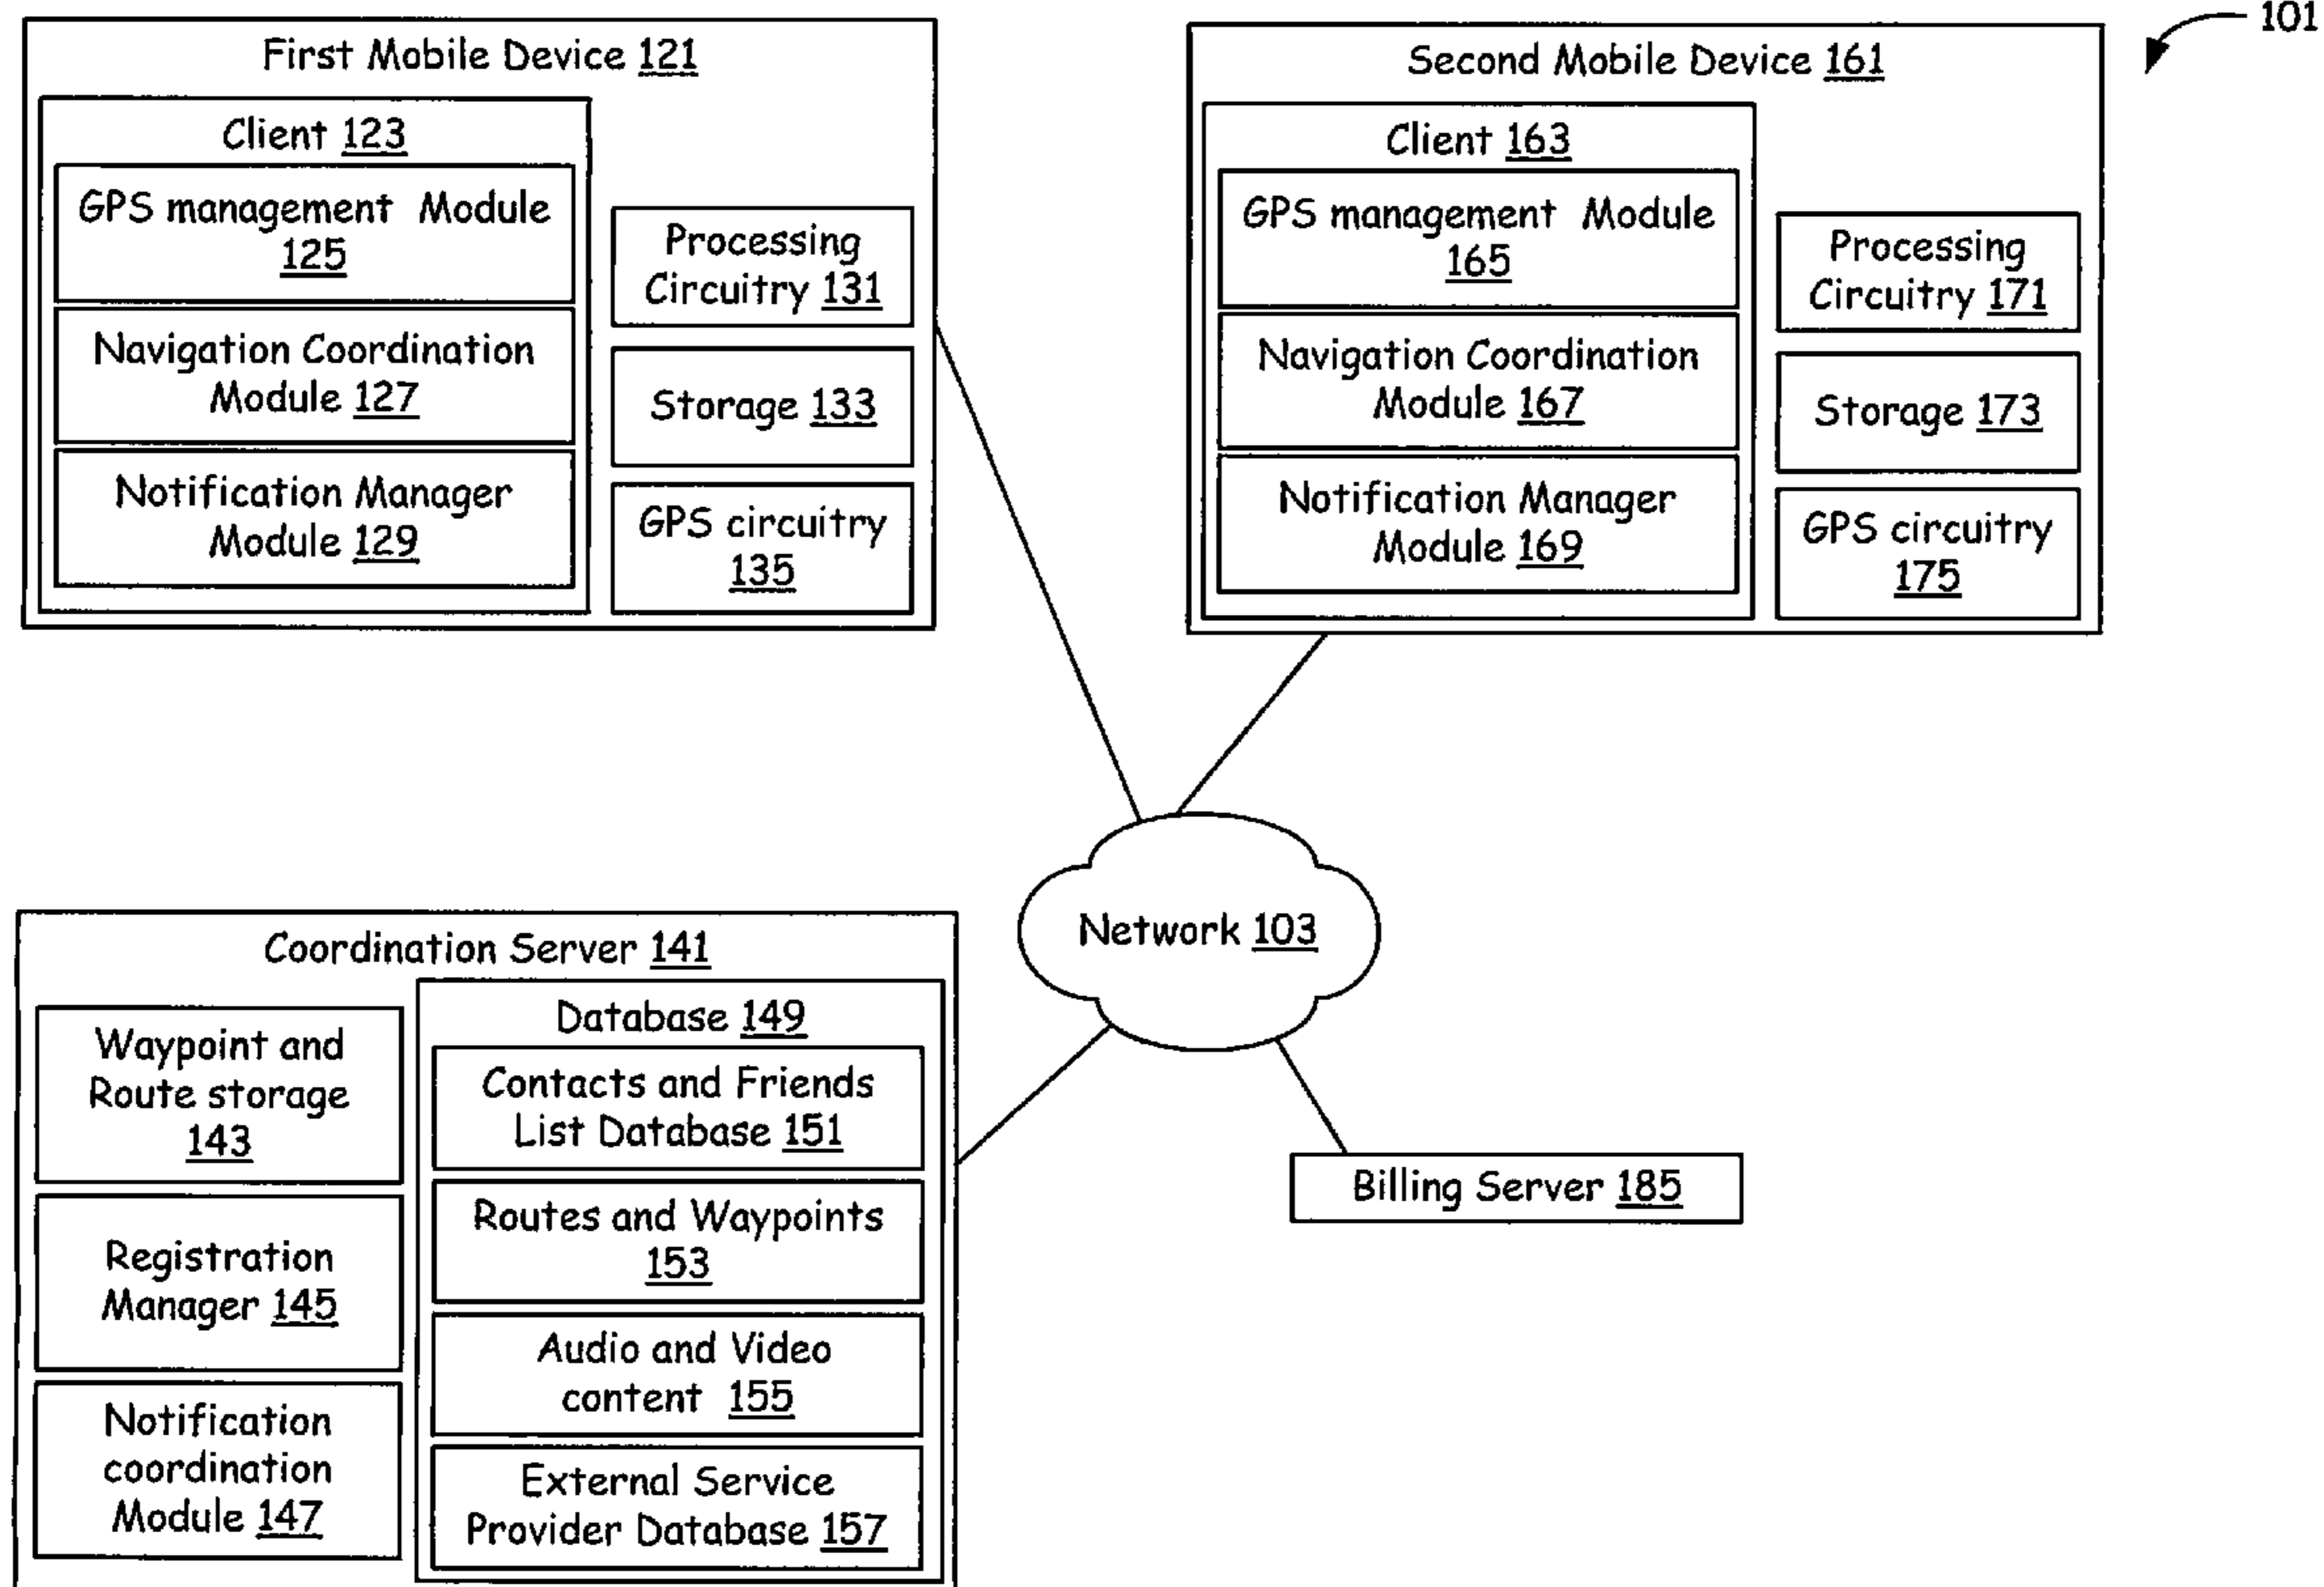 101
First Mobile Device 121
Client 123
GPS management Module
125
Navigation Coordination
Module 127
Notification Manager
Module 129
Processing
Circuitry 131
Storage 133
GPS circuitry
135
Second Mobile Device 161
Client 163
GPS management Module
165
Navigation Coordination
Module 167
Notification Manager
Module 169
Processing
Circuitry 171
Storage 173
GPS circuitry
175
Network 103
Coordination Server 141
Waypoint and
Route storage
143
Registration
Manager 145
Notification
coordination
Module 147
Database 149
Contacts and Friends
List Database 151
Routes and Waypoints
153
Audio and Video
content 155
External Service
Provider Database 157
Billing Server 185